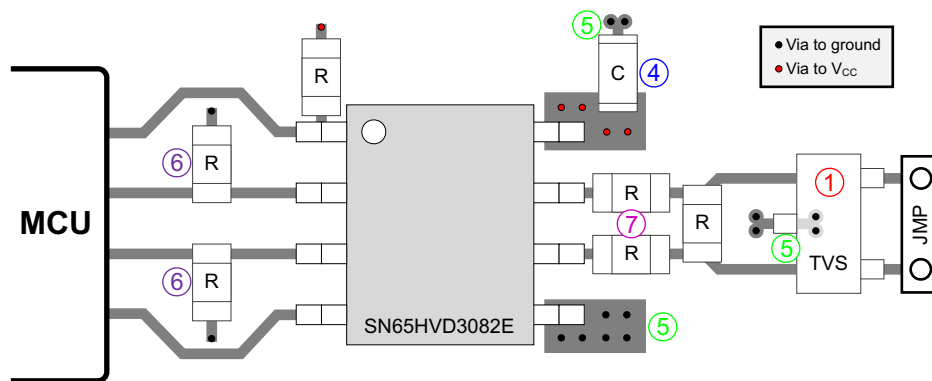 5
Via to ground
Via to VCC
R
C
4
6
R
1
MCU
R
7
R
R
5
TVS
JMP
6
R
SN65HVD3082E
5